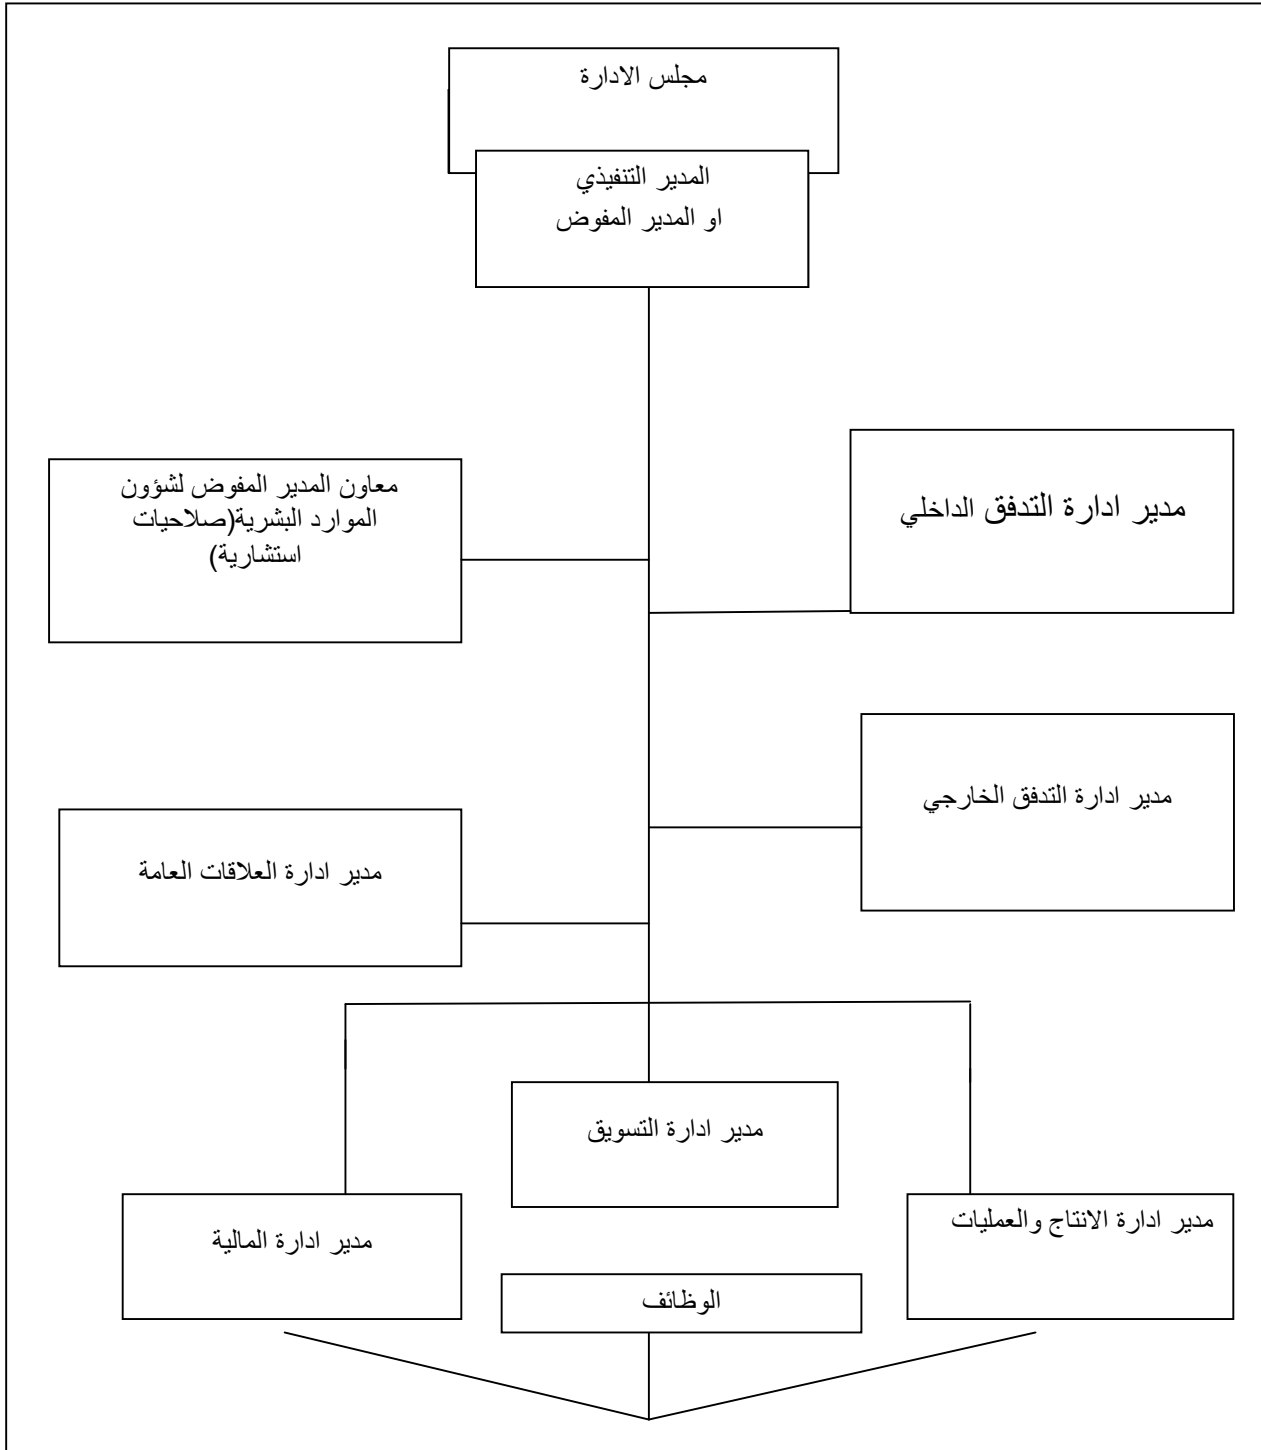 مجلس الادارة
المدير التنفيذي
او المدير المفوض
مدير ادارة التدفق الداخلي
معاون المدير المفوض لشؤون
الموارد البشرية(صلاحيات
استشارية)
مدير ادارة التدفق الخارجي
مدير ادارة العلاقات العامة
مدير ادارة التسويق
مدير ادارة الانتاج والعمليات
مدير ادارة المالية
الوظائف